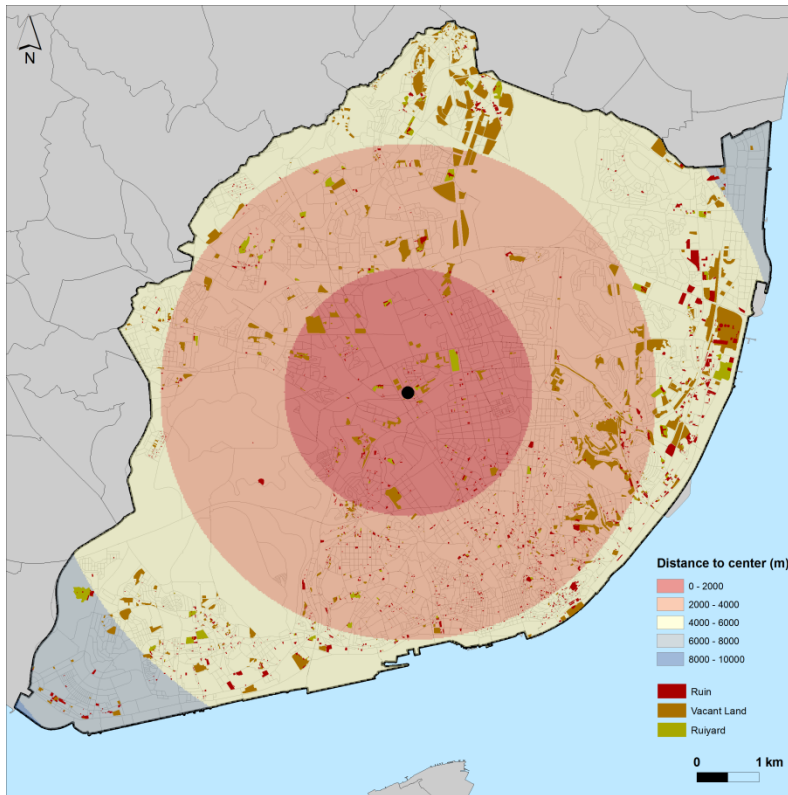 N
Distance to center (m)
0 - 2000
2000 - 4000
4000 - 6000
6000 - 8000
8000 - 10000
Ruin
Vacant Land
Ruiyard
0 1 km